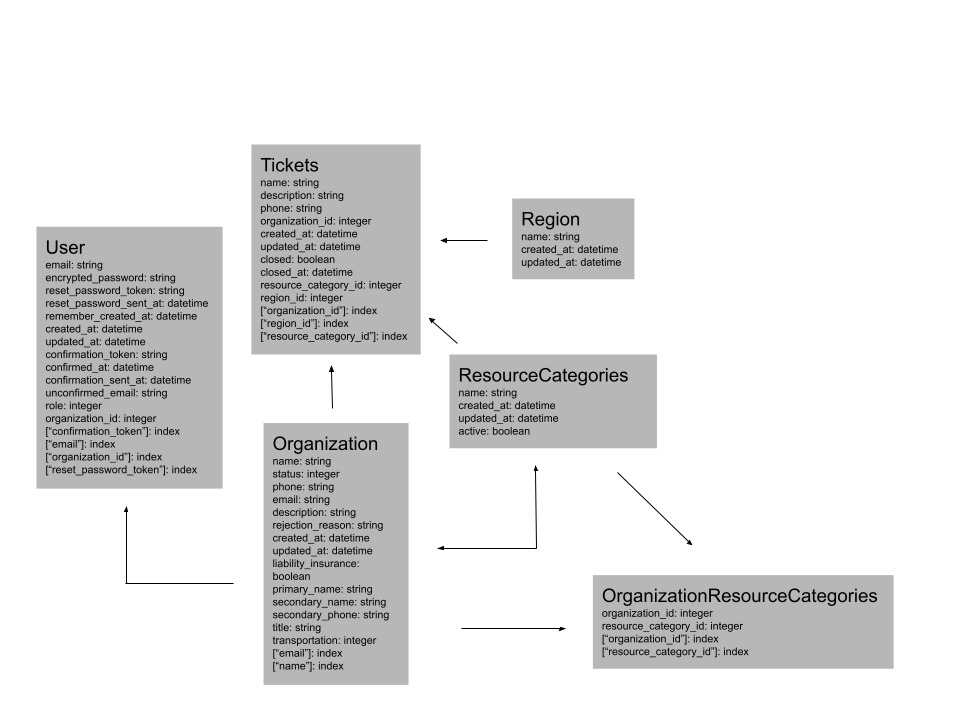 Tickets
name: string
description: string
phone: string
organization_id: integer
created_at: datetime
updated_at: datetime
closed: boolean
closed_at: datetime
resource_category_id: integer
region_id: integer
[“organization_id”]: index
[“region_id”]: index
[“resource_category_id”]: index
Region
name: string
created_at: datetime
updated_at: datetime
User
email: string
encrypted_password: string
reset_password_token: string
reset_password_sent_at: datetime
remember_created_at: datetime
created_at: datetime
updated_at: datetime
confirmation_token: string
confirmed_at: datetime
confirmation_sent_at: datetime
unconfirmed_email: string
role: integer
organization_id: integer
[“confirmation_token”]: index
[“email”]: index
[“organization_id”]: index
[“reset_password_token”]: index
ResourceCategories
name: string
created_at: datetime
updated_at: datetime
active: boolean
Organization
name: string
status: integer
phone: string
email: string
description: string
rejection_reason: string
created_at: datetime
updated_at: datetime
liability_insurance:
boolean
primary_name: string
secondary_name: string
secondary_phone: string
title: string
transportation: integer
[“email”]: index
[“name”]: index
OrganizationResourceCategories
organization_id: integer
resource_category_id: integer
[“organization_id”]: index
[“resource_category_id”]: index